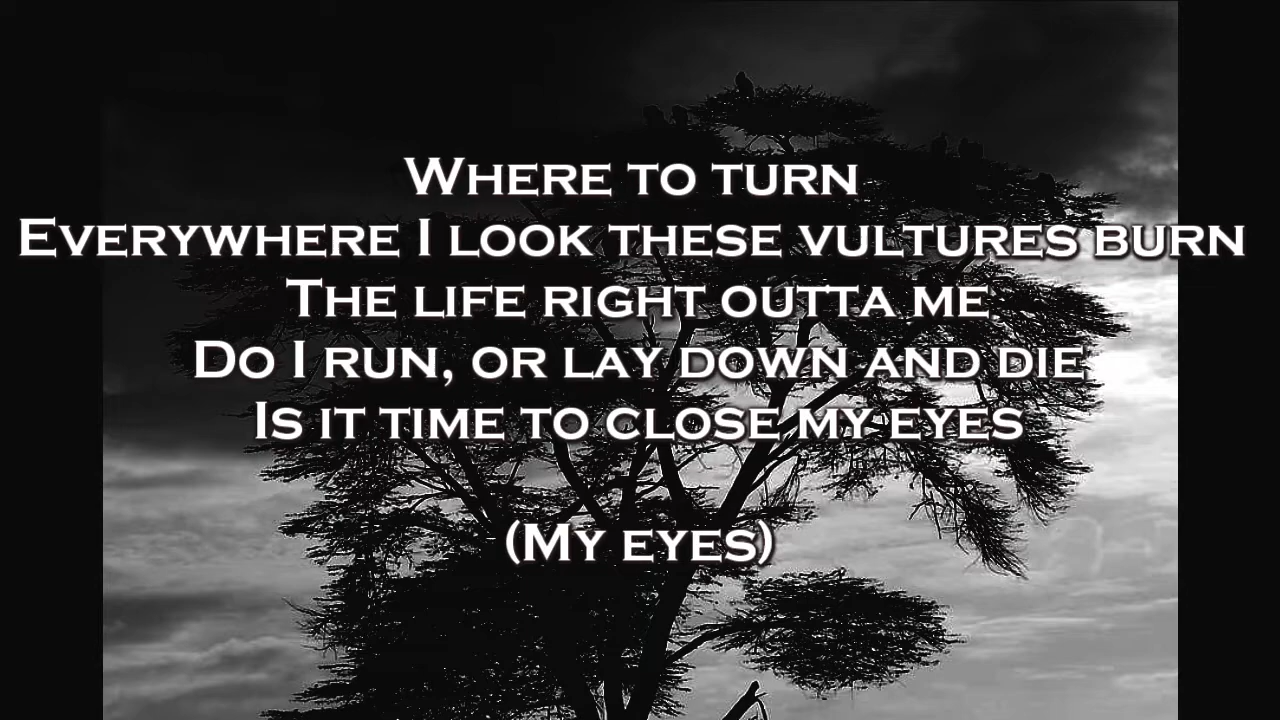 Where to turn
Everywhere I look these vultures burn
The life right outta me
Do I run, or lay down and die
Is it time to close my eyes
(My eyes)